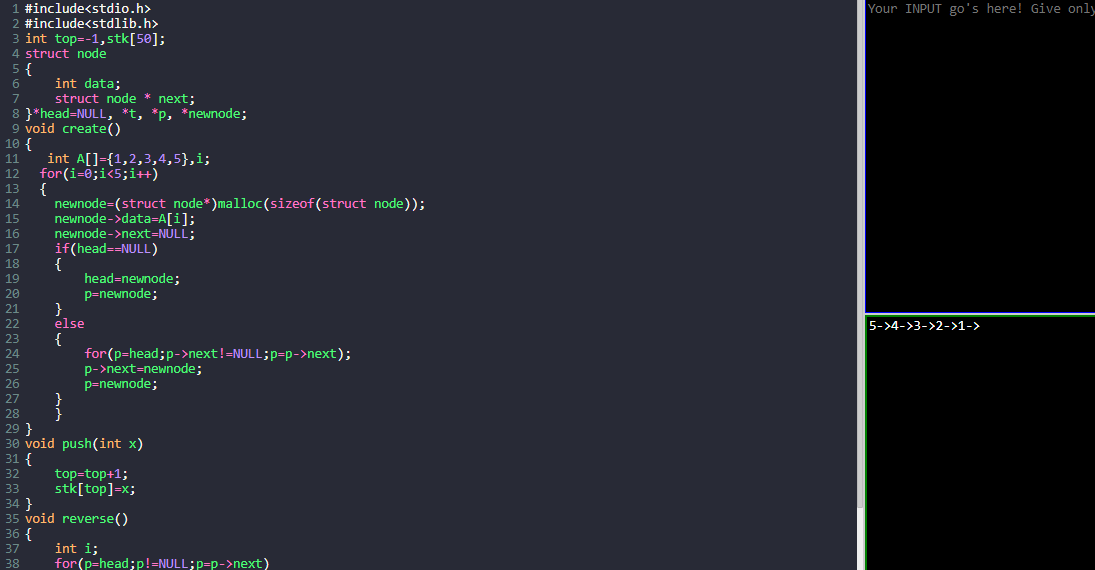 1 #include<stdio.h>
2 #include<stdlib.h>
3 int top=-1,stk[50];
4 struct node
5 {
6     int data;
7     struct node * next;
8 }*head=NULL, *t, *p, *newnode;
9 void create()
10 {
11    int A[]={1,2,3,4,5},i;
12   for(i=0;i<5;i++)
13   {
14     newnode=(struct node*)malloc(sizeof(struct node));
15     newnode->data=A[i];
16     newnode->next=NULL;
17     if(head==NULL)
18     {
19         head=newnode;
20         p=newnode;
21     }
22     else
23     {
24         for(p=head;p->next!=NULL;p=p->next);
25         p->next=newnode;
26         p=newnode;
27     }
28     }
29 }
30 void push(int x)
31 {
32     top=top+1;
33     stk[top]=x;
34 }
35 void reverse()
36 {
37     int i;
38     for(p=head;p!=NULL;p=p->next)
Your INPUT go's here! Give only
5->4->3->2->1->